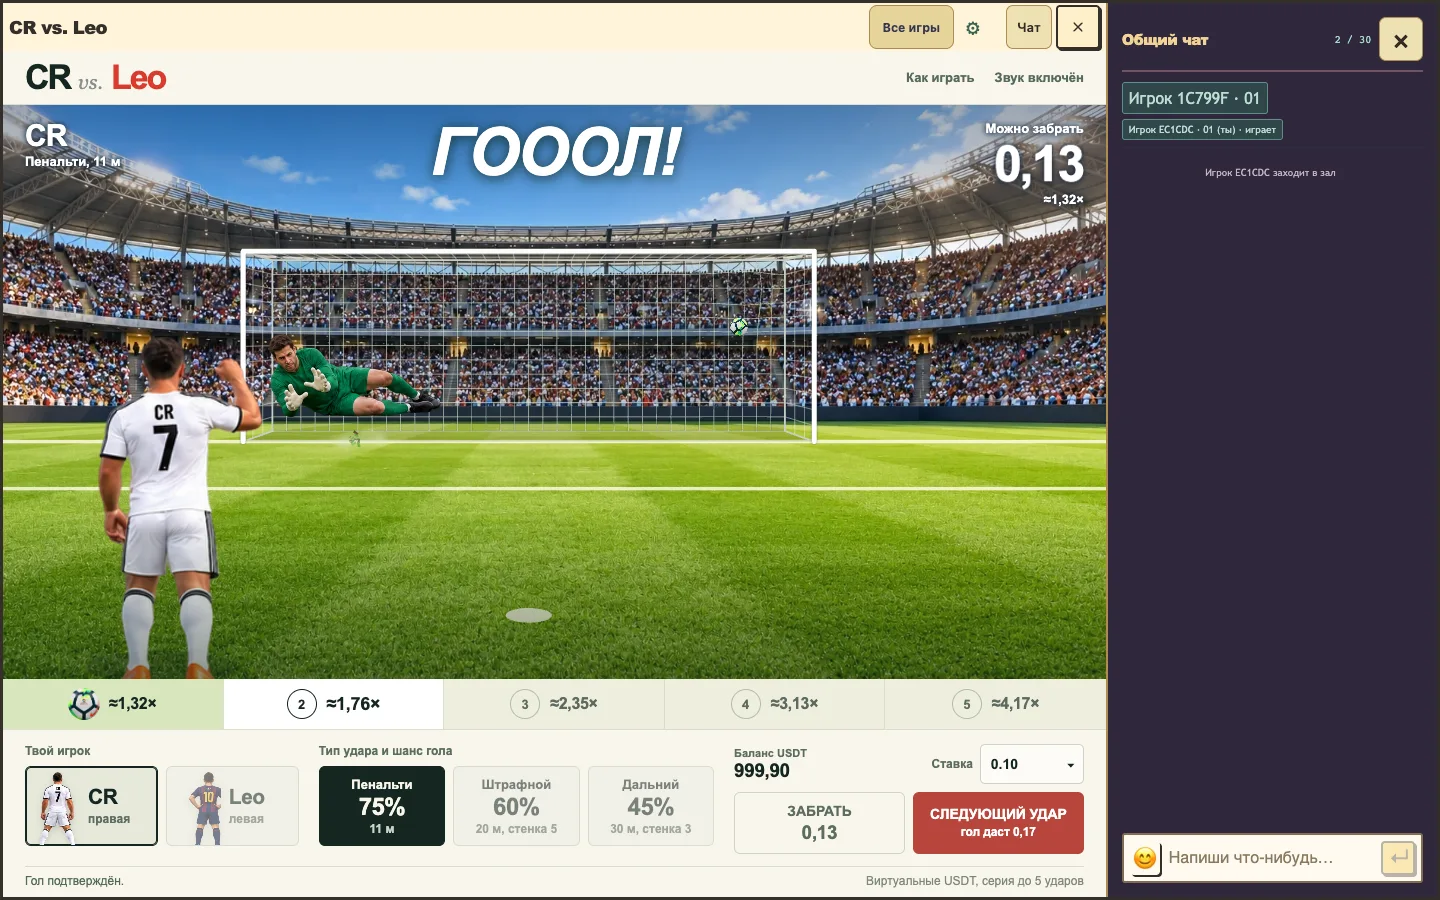 CR vs. Leo
Все игры
Чат
×
CR vs. Leo
Как играть
Звук включён
CR
Пенальти, 11 м
ГОООЛ!
Можно забрать
0,13
≈1,32×
CR
7
≈1,32×
2 ≈1,76×
3 ≈2,35×
4 ≈3,13×
5 ≈4,17×
Твой игрок
7
CR
правая
10
Leo
левая
Тип удара и шанс гола
Пенальти
75%
11 м
Штрафной
60%
20 м, стенка 5
Дальний
45%
30 м, стенка 3
Баланс USDT
999,90
Ставка
0.10
ЗАБРАТЬ
0,13
СЛЕДУЮЩИЙ УДАР
гол даст 0,17
Гол подтверждён.
Виртуальные USDT, серия до 5 ударов
Общий чат
2 / 30
×
Игрок 1C799F · 01
Игрок EC1CDC · 01 (ты) · играет
Игрок EC1CDC заходит в зал
Напиши что-нибудь...